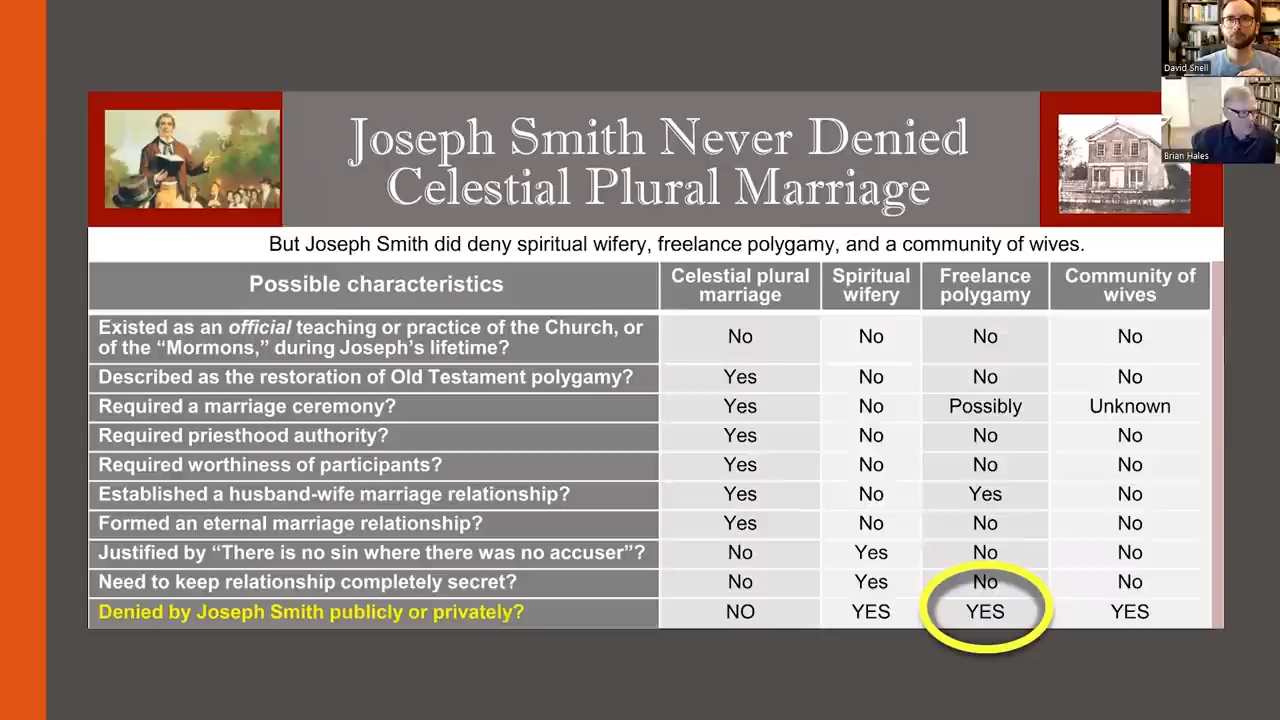 David Snell
Brian Hales
Joseph Smith Never Denied
Celestial Plural Marriage
But Joseph Smith did deny spiritual wifery, freelance polygamy, and a community of wives.
Possible characteristics
Celestial plural
marriage
Spiritual
wifery
Freelance
polygamy
Community of
wives
Existed as an official teaching or practice of the Church, or
of the “Mormons,” during Joseph’s lifetime?
No
No
No
No
Described as the restoration of Old Testament polygamy?
Yes
No
No
No
Required a marriage ceremony?
Yes
No
Possibly
Unknown
Required priesthood authority?
Yes
No
No
No
Required worthiness of participants?
Yes
No
No
No
Established a husband-wife marriage relationship?
Yes
No
Yes
No
Formed an eternal marriage relationship?
Yes
No
No
No
Justified by “There is no sin where there was no accuser”?
No
Yes
No
No
Need to keep relationship completely secret?
No
Yes
No
No
Denied by Joseph Smith publicly or privately?
NO
YES
YES
YES